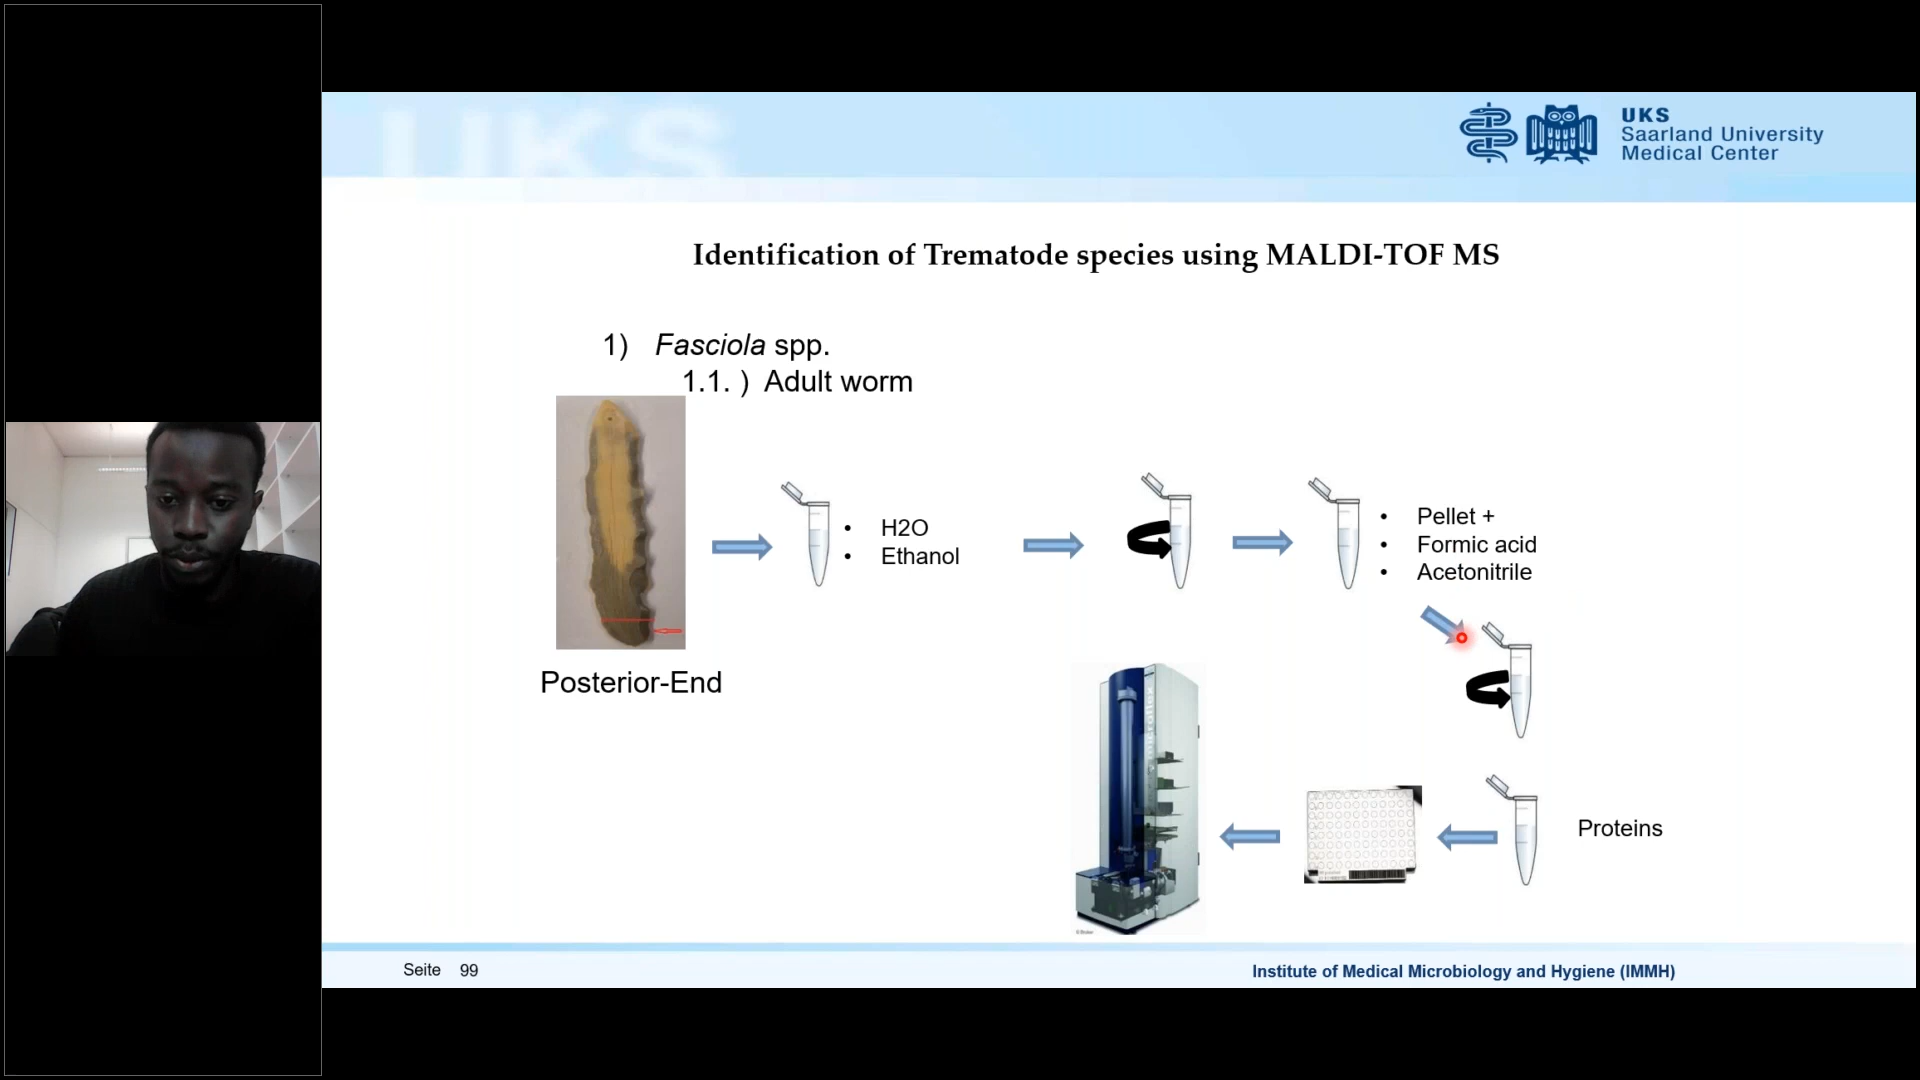 UKS
UKS
Saarland University
Medical Center
Identification of Trematode species using MALDI-TOF MS
1) Fasciola spp.
1.1. ) Adult worm
• H2O
• Ethanol
• Pellet +
• Formic acid
• Acetonitrile
Posterior-End
Proteins
Seite 99
Institute of Medical Microbiology and Hygiene (IMMH)